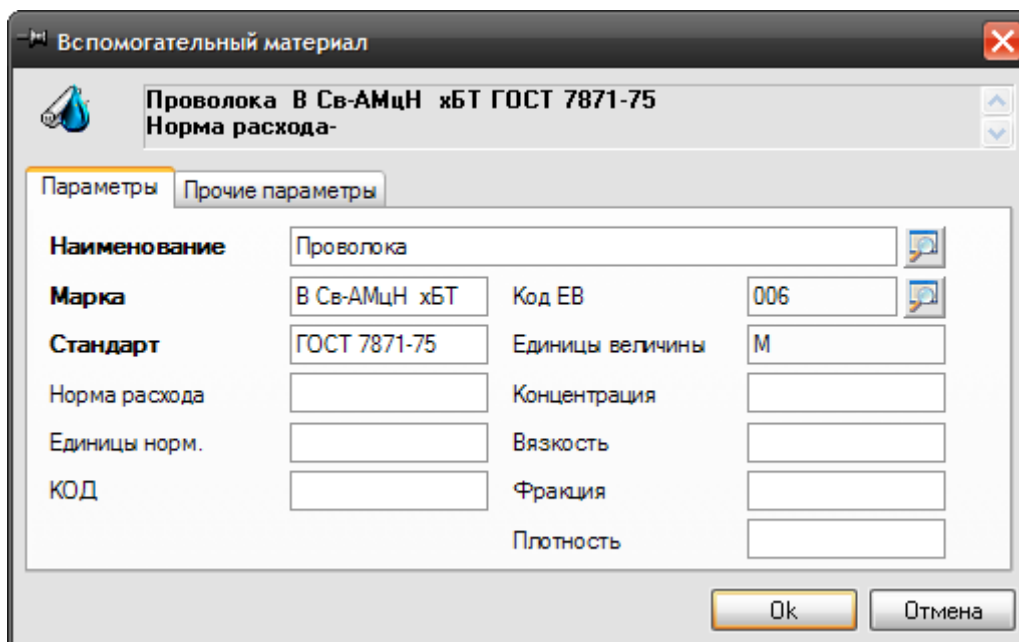 Вспомогательный материал
Проволока В Св-АМцН хБТ ГОСТ 7871-75
Норма расхода-
Параметры Прочие параметры
Наименование Проволока
Марка В Св-АМцН хБТ Код ЕВ 006
Стандарт ГОСТ 7871-75 Единицы величины М
Норма расхода Концентрация
Единицы норм. Вязкость
КОД Фракция
Плотность
Ok Отмена